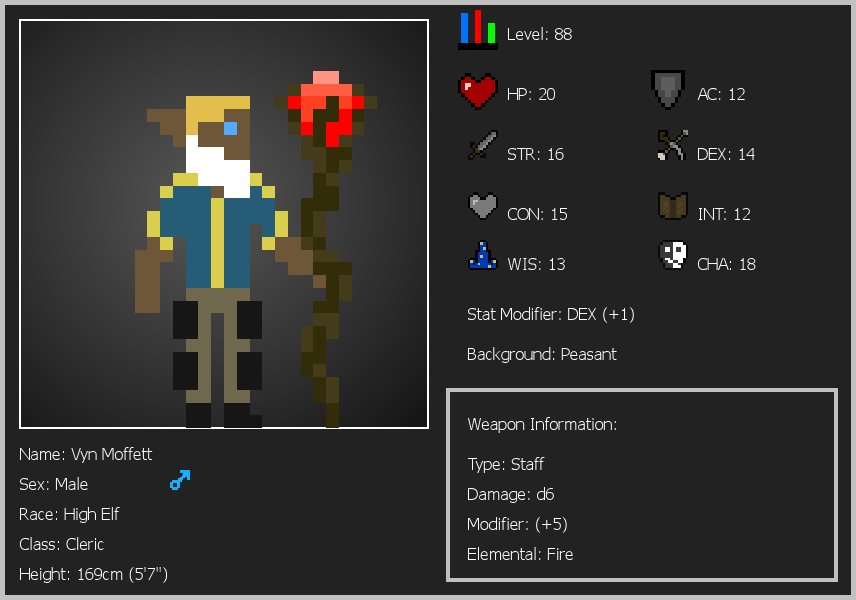 Level: 88
HP: 20
AC: 12
STR: 16
DEX: 14
CON: 15
INT: 12
WIS: 13
CHA: 18
Stat Modifier: DEX (+1)
Background: Peasant
Weapon Information:
Type: Staff
Damage: d6
Modifier: (+5)
Elemental: Fire
Name: Vyn Moffett
Sex: Male
Race: High Elf
Class: Cleric
Height: 169cm (5'7")